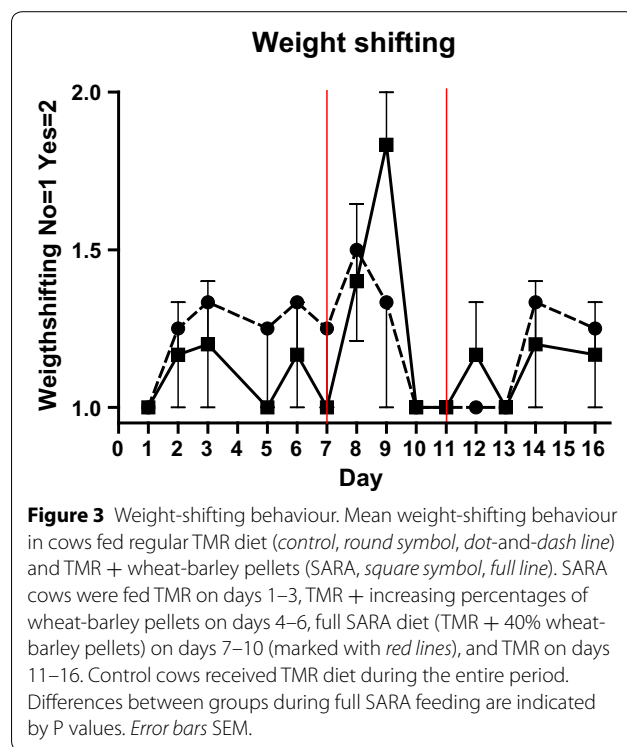 Weight shifting
Weigthshifting No=1 Yes=2
2.0
1.5
1.0
0 1 2 3 4 5 6 7 8 9 10 11 12 13 14 15 16
Day
Figure 3 Weight-shifting behaviour. Mean weight-shifting behaviour
in cows fed regular TMR diet (control, round symbol, dot-and-dash line)
and TMR + wheat-barley pellets (SARA, square symbol, full line). SARA
cows were fed TMR on days 1–3, TMR + increasing percentages of
wheat-barley pellets on days 4–6, full SARA diet (TMR + 40% wheat-
barley pellets) on days 7–10 (marked with red lines), and TMR on days
11–16. Control cows received TMR diet during the entire period.
Differences between groups during full SARA feeding are indicated
by P values. Error bars SEM.